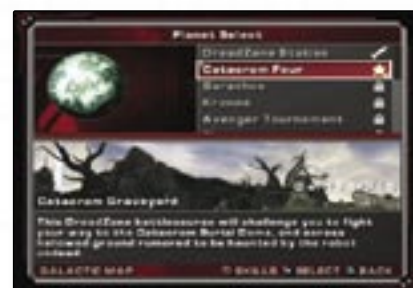 Planet Select
DreadZone Station
Catacrom Four
Sarathos
Kronos
Avenger Tournament
Catacrom Graveyard
This DreadZone battlecourse will challenge you to fight
your way to the Catacrom Burial Dome, and across
hallowed ground rumored to be haunted by the robot
undead.
GALACTIC MAP
SKILLS
SELECT
BACK